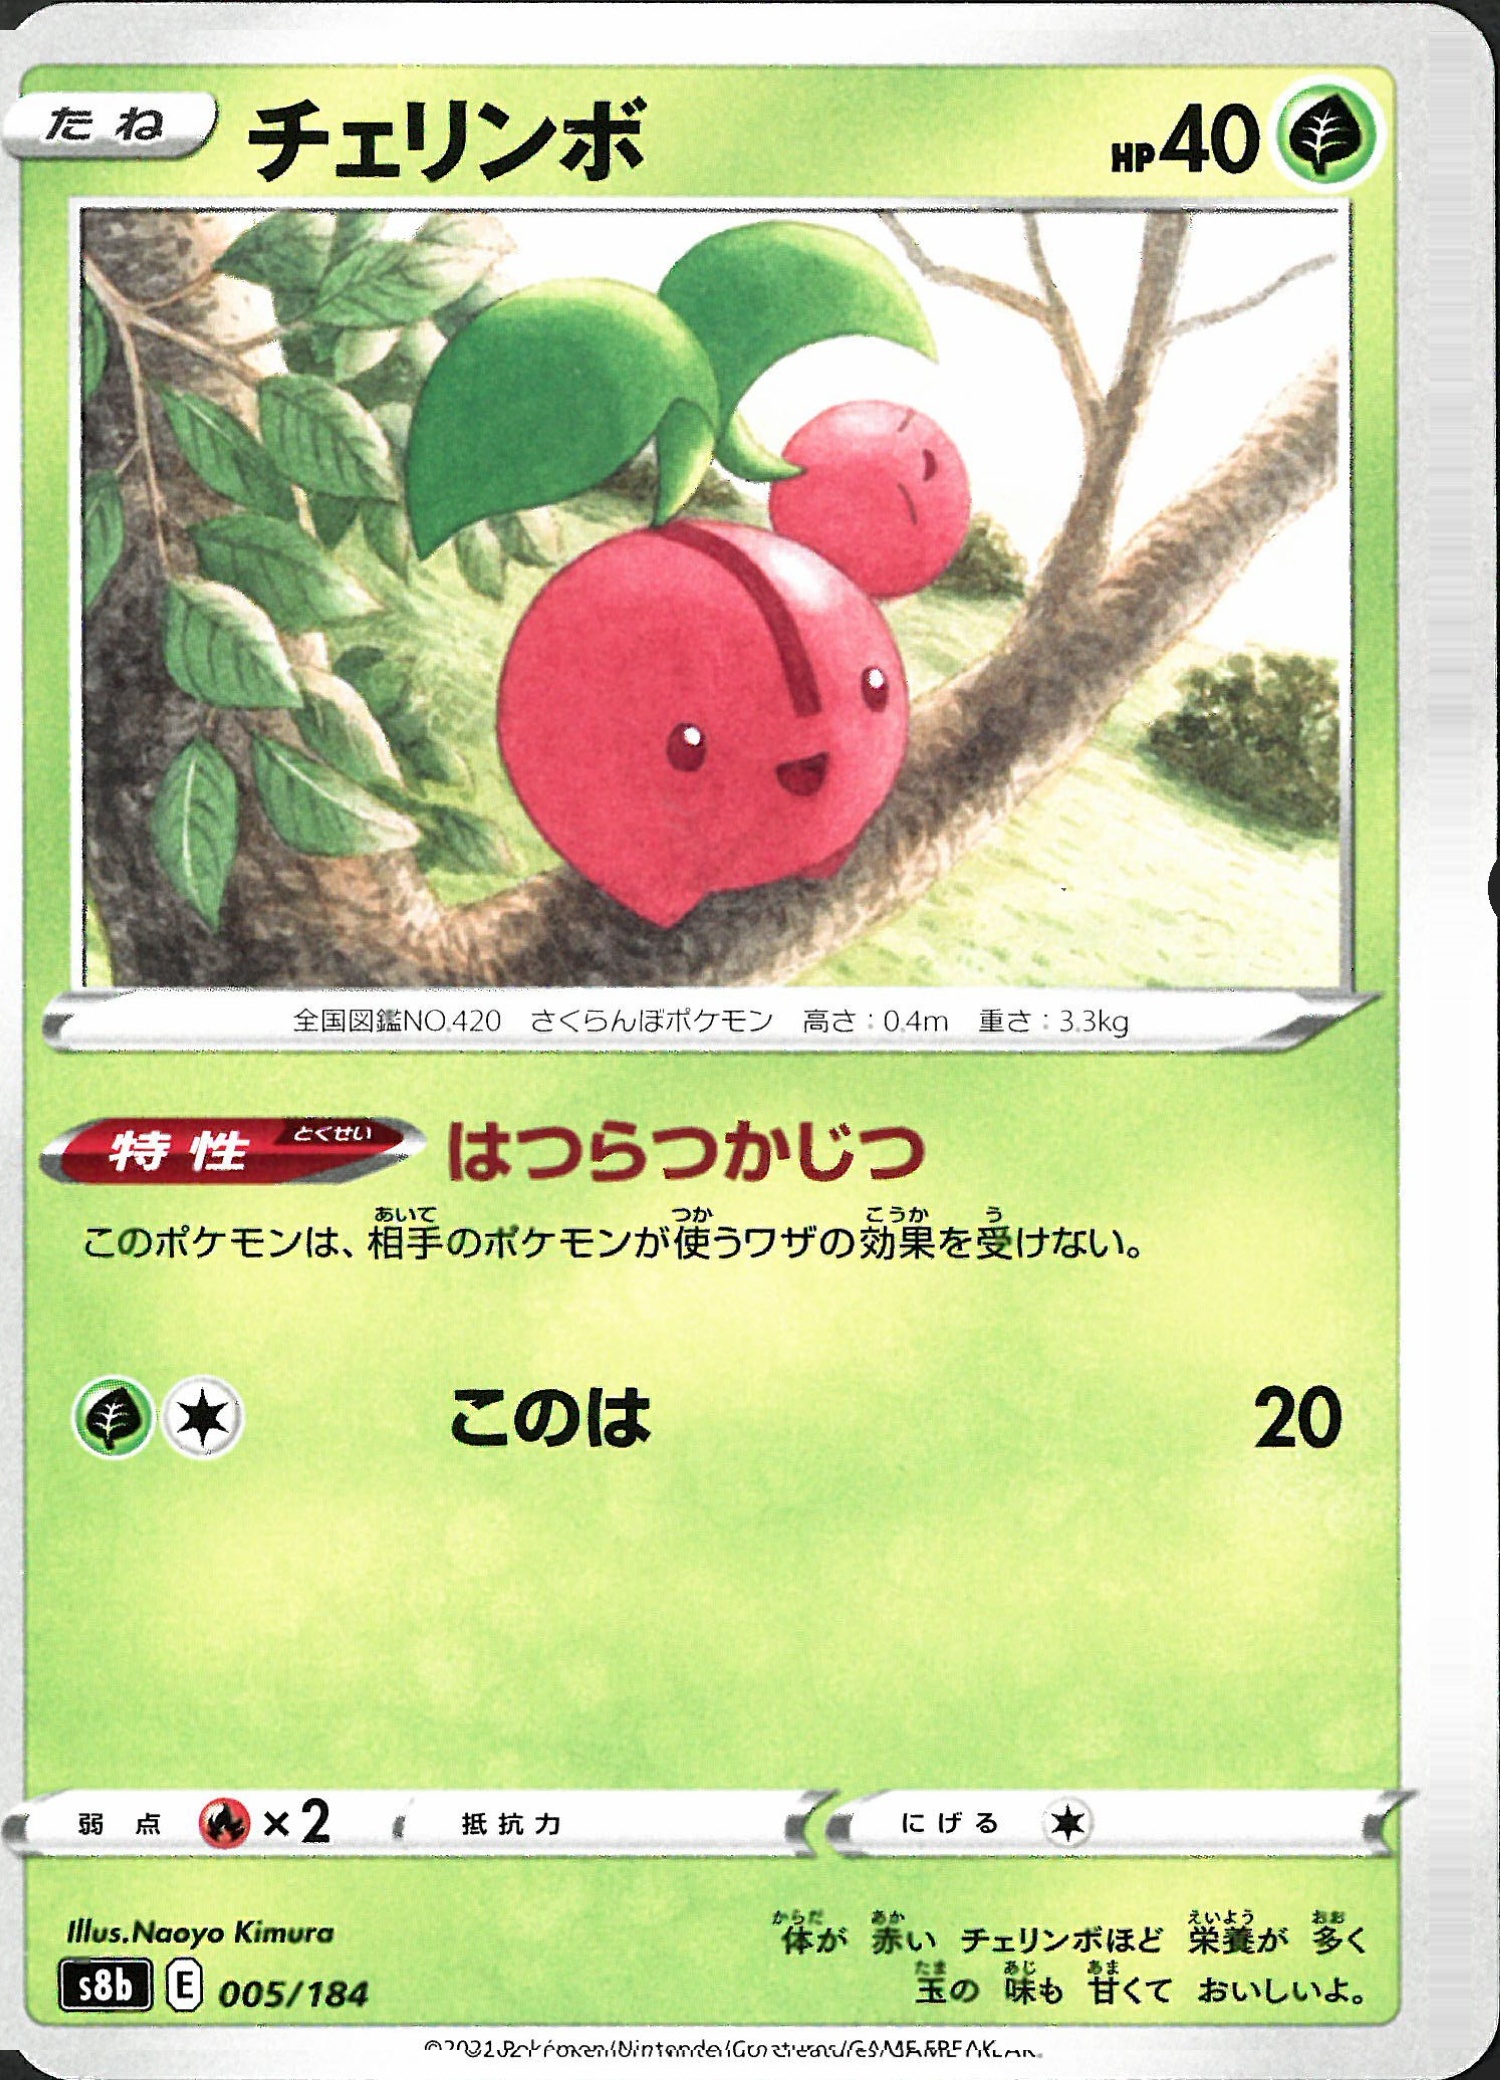 たね チェリンボ HP40
全国図鑑NO.420 さくらんぼポケモン 高さ:0.4m 重さ:3.3kg
特性 とくせい はつらつかじつ
あいて つか こうか う
このポケモンは、相手のポケモンが使うワザの効果を受けない。
このは 20
弱点 ×2 抵抗力 にげる
Illus.Naoyo Kimura
s8b E 005/184
からだ あか えいよう おお
体が 赤い チェリンボほど 栄養が 多く
たま あじ あま
玉の 味も 甘くて おいしいよ。
©2021 Pokémon/Nintendo/Creatures/GAME FREAK